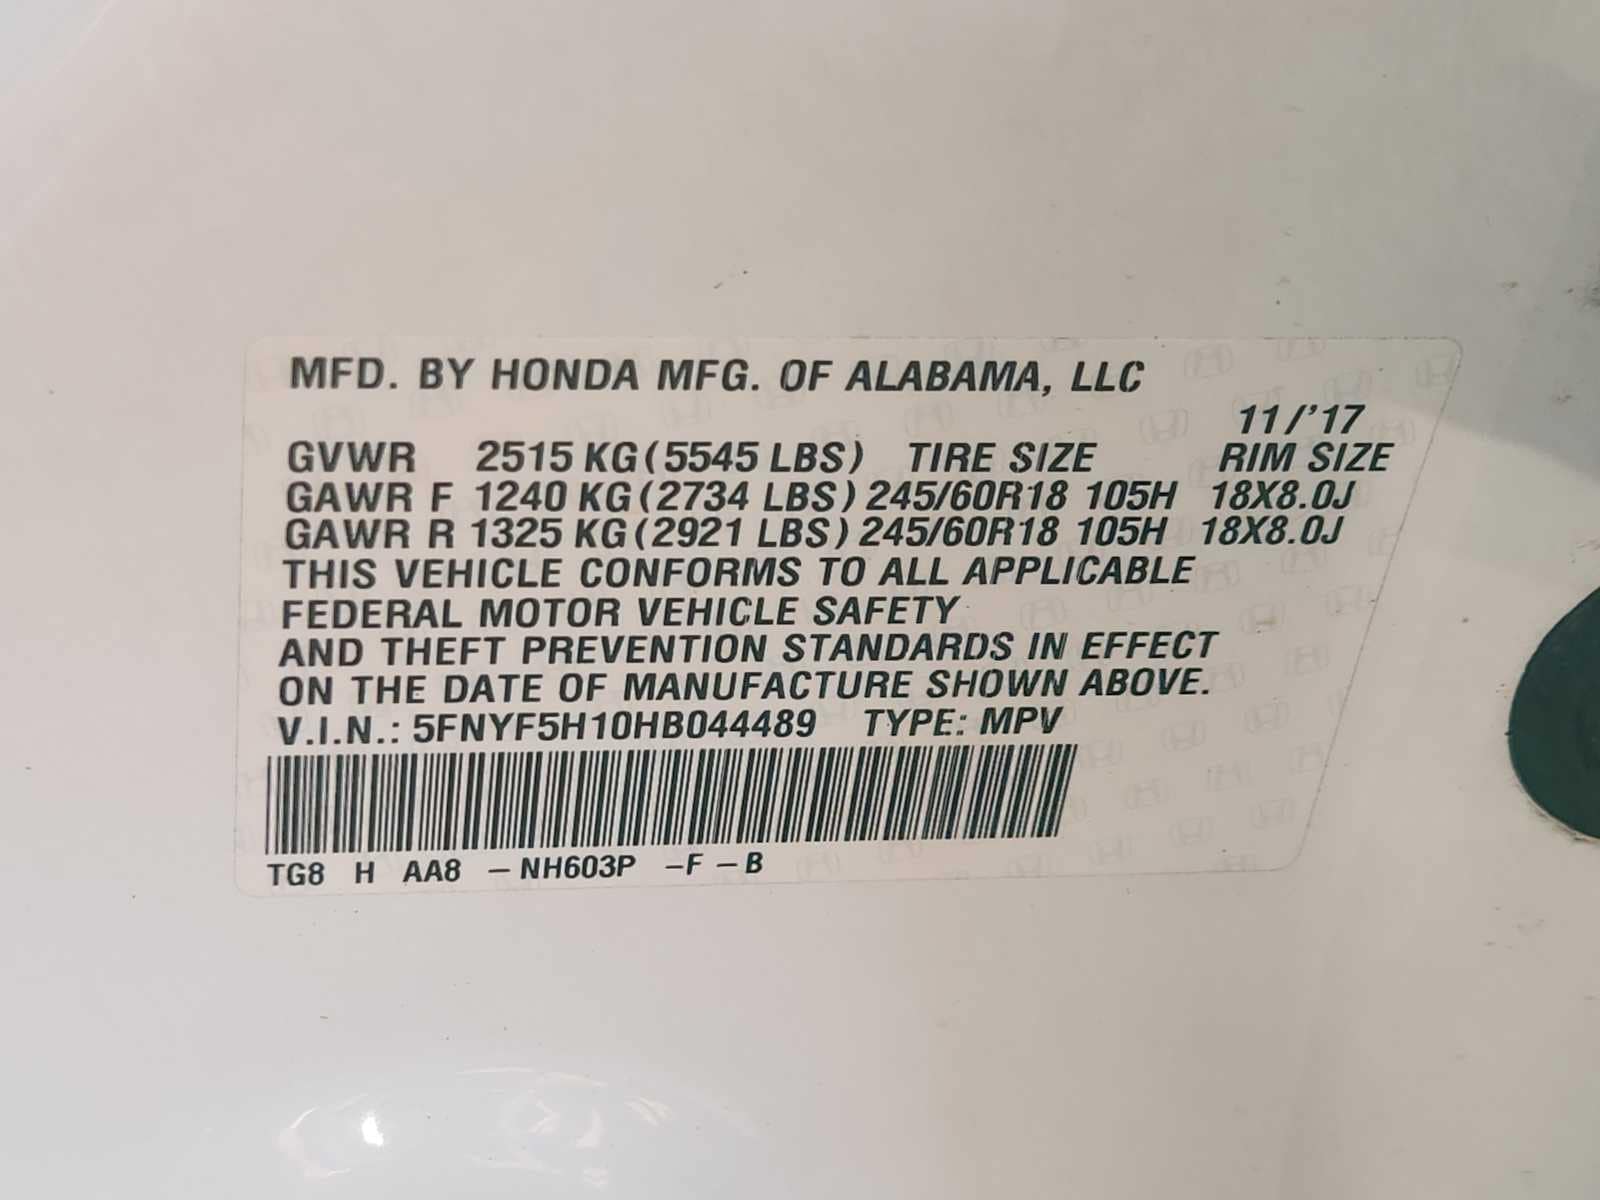 MFD. BY HONDA MFG. OF ALABAMA, LLC
11/'17
GVWR 2515 KG (5545 LBS) TIRE SIZE RIM SIZE
GAWR F 1240 KG (2734 LBS) 245/60R18 105H 18X8.0J
GAWR R 1325 KG (2921 LBS) 245/60R18 105H 18X8.0J
THIS VEHICLE CONFORMS TO ALL APPLICABLE
FEDERAL MOTOR VEHICLE SAFETY
AND THEFT PREVENTION STANDARDS IN EFFECT
ON THE DATE OF MANUFACTURE SHOWN ABOVE.
V.I.N.: 5FNYF5H10HB044489 TYPE: MPV
TG8 H AA8 – NH603P –F – B